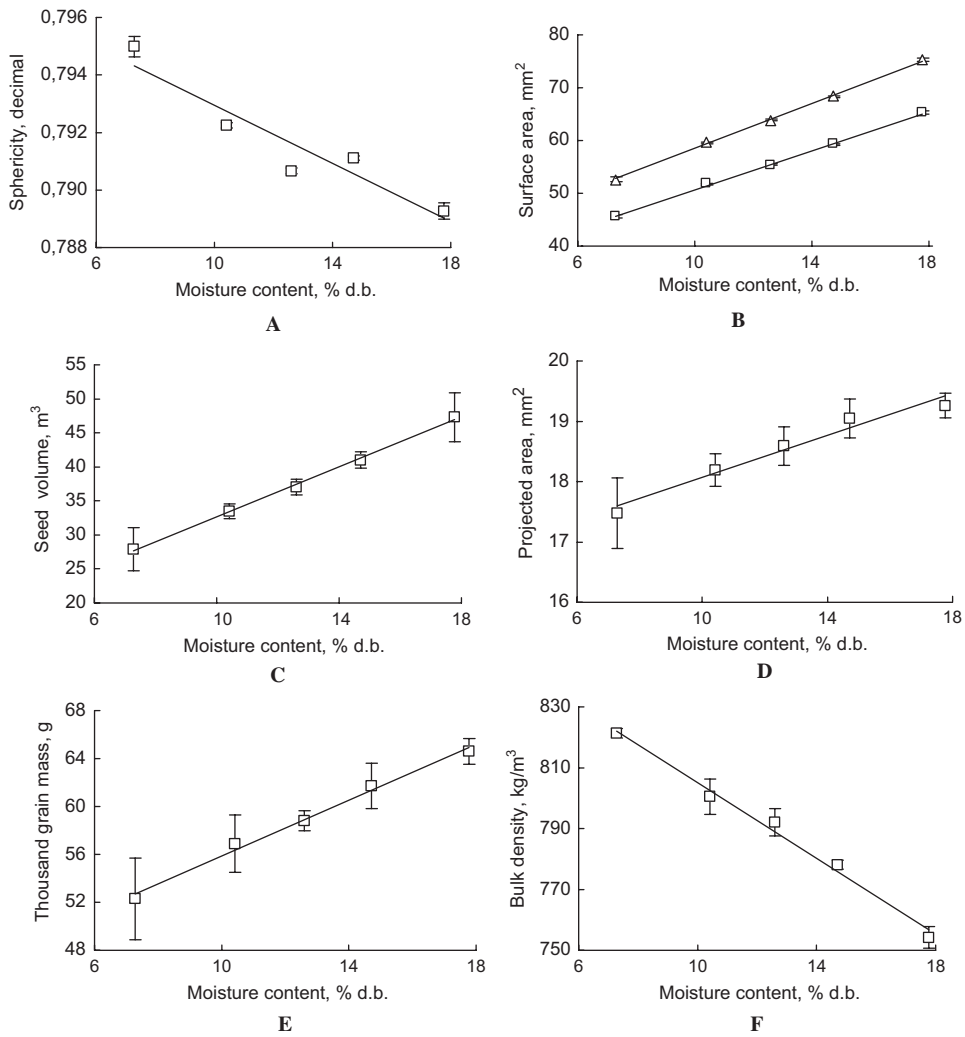 0,796
0,794
0,792
0,790
0,788
Sphericity, decimal
6 10 14 18
Moisture content, % d.b.
A
80
70
60
50
40
Surface area, mm²
6 10 14 18
Moisture content, % d.b.
B
55
50
45
40
35
30
25
20
Seed volume, m³
6 10 14 18
Moisture content, % d.b.
C
20
19
18
17
16
Projected area, mm²
6 10 14 18
Moisture content, % d.b.
D
68
64
60
56
52
48
Thousand grain mass, g
6 10 14 18
Moisture content, % d.b.
E
830
810
790
770
750
Bulk density, kg/m³
6 10 14 18
Moisture content, % d.b.
F